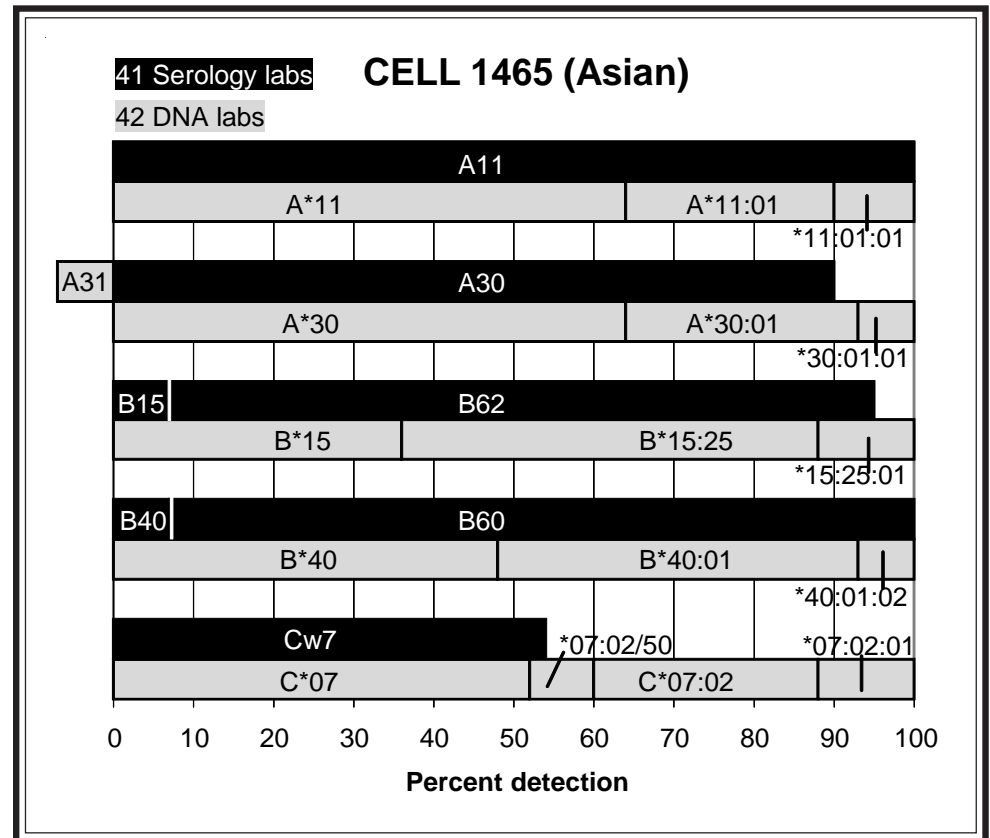 41 Serology labs CELL 1465 (Asian)
42 DNA labs
A11
A*11 A*11:01
*11:01:01
A31 A30
A*30 A*30:01
*30:01:01
B15 B62
B*15 B*15:25
*15:25:01
B40 B60
B*40 B*40:01
*40:01:02
Cw7 *07:02/50 *07:02:01
C*07 C*07:02
0 10 20 30 40 50 60 70 80 90 100
Percent detection